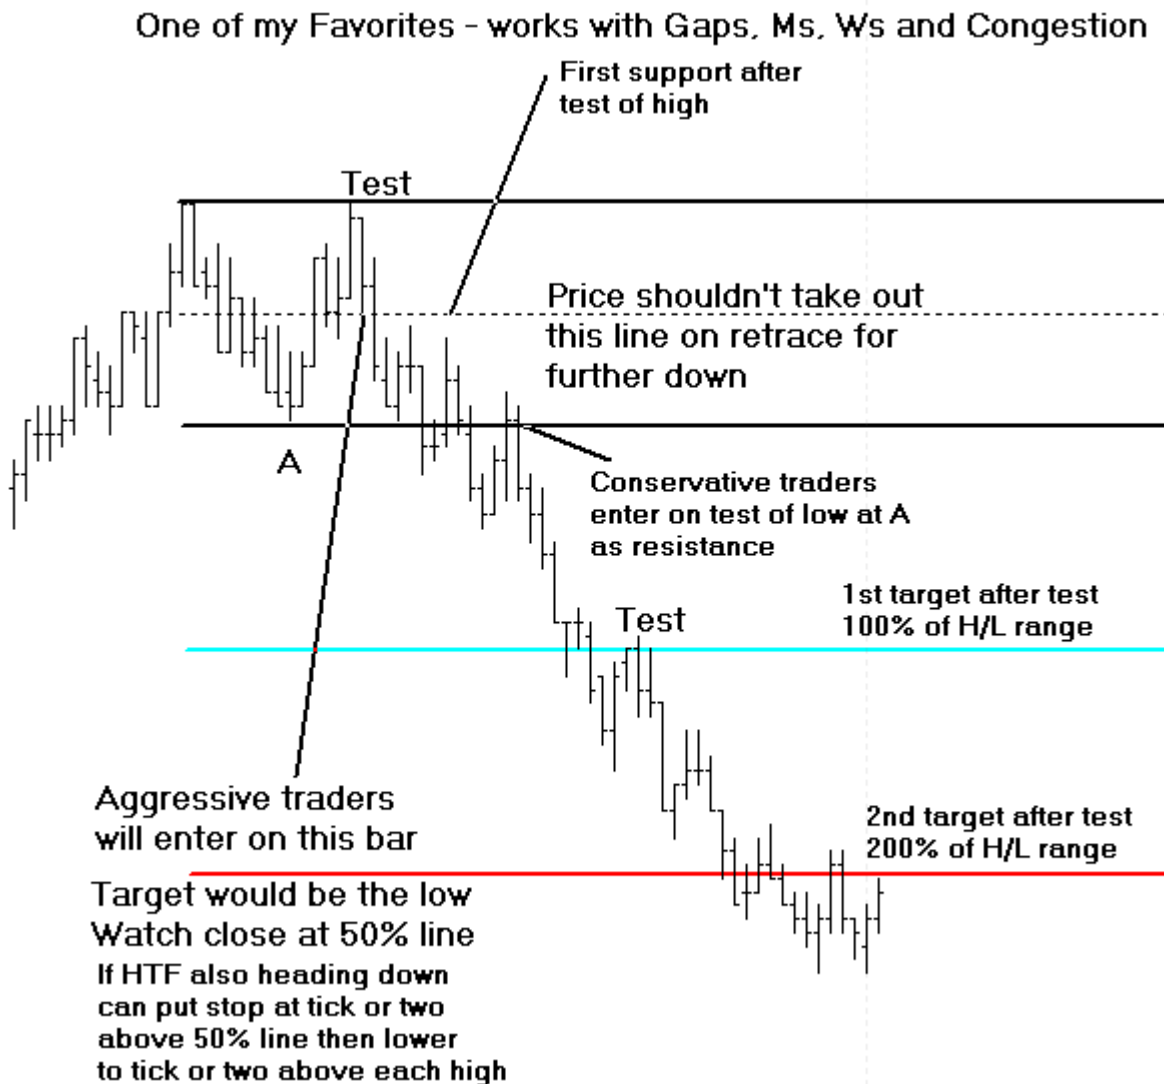 One of my Favorites - works with Gaps, Ms, Ws and Congestion
First support after
test of high
Test
Price shouldn't take out
this line on retrace for
further down
A
Conservative traders
enter on test of low at A
as resistance
1st target after test
100% of H/L range
Test
Aggressive traders
will enter on this bar
2nd target after test
200% of H/L range
Target would be the low
Watch close at 50% line
If HTF also heading down
can put stop at tick or two
above 50% line then lower
to tick or two above each high